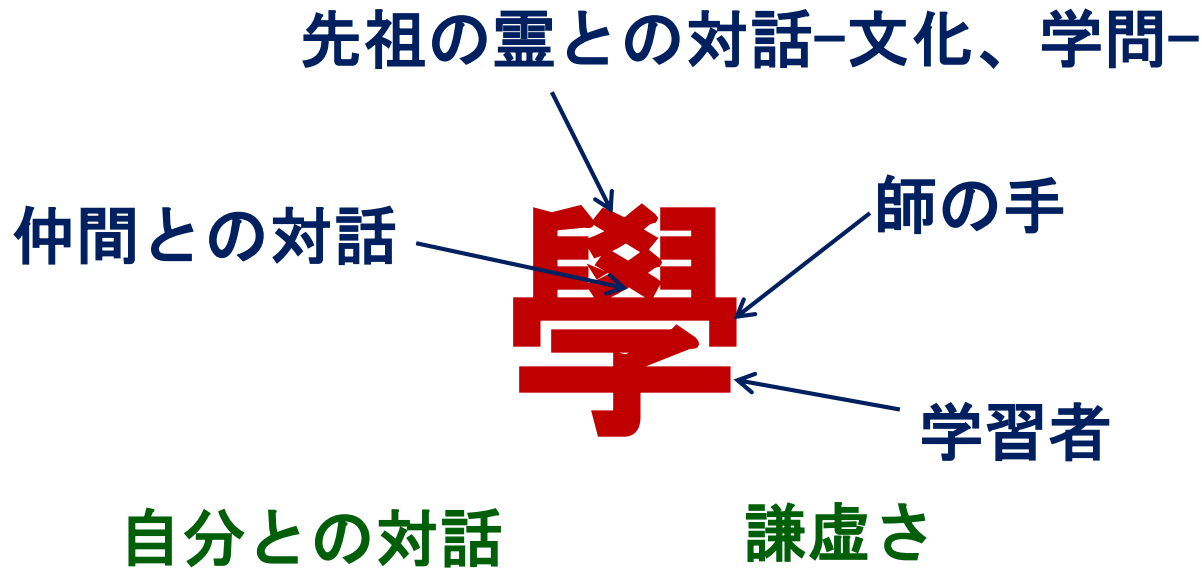 先祖の霊との対話−文化、学問−
師の手
仲間との対話
學
学習者
自分との対話
謙虚さ